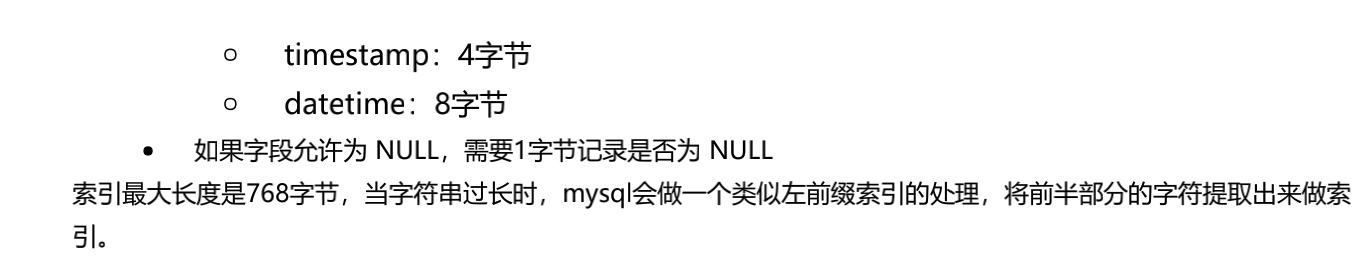 ○ timestamp：4字节
○ datetime：8字节
• 如果字段允许为 NULL，需要1字节记录是否为 NULL
索引最大长度是768字节，当字符串过长时，mysql会做一个类似左前缀索引的处理，将前半部分的字符提取出来做索
引。